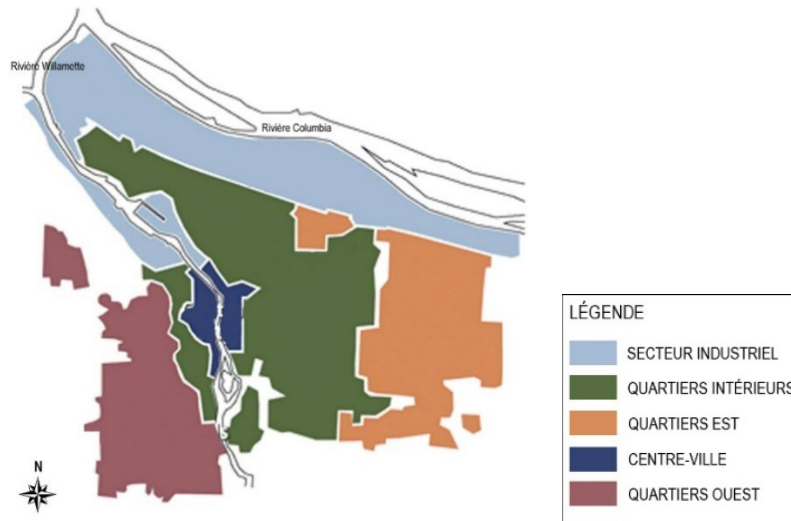 Rivière Willamette
Rivière Columbia
N
LÉGENDE
SECTEUR INDUSTRIEL
QUARTIERS INTÉRIEURS
QUARTIERS EST
CENTRE-VILLE
QUARTIERS OUEST